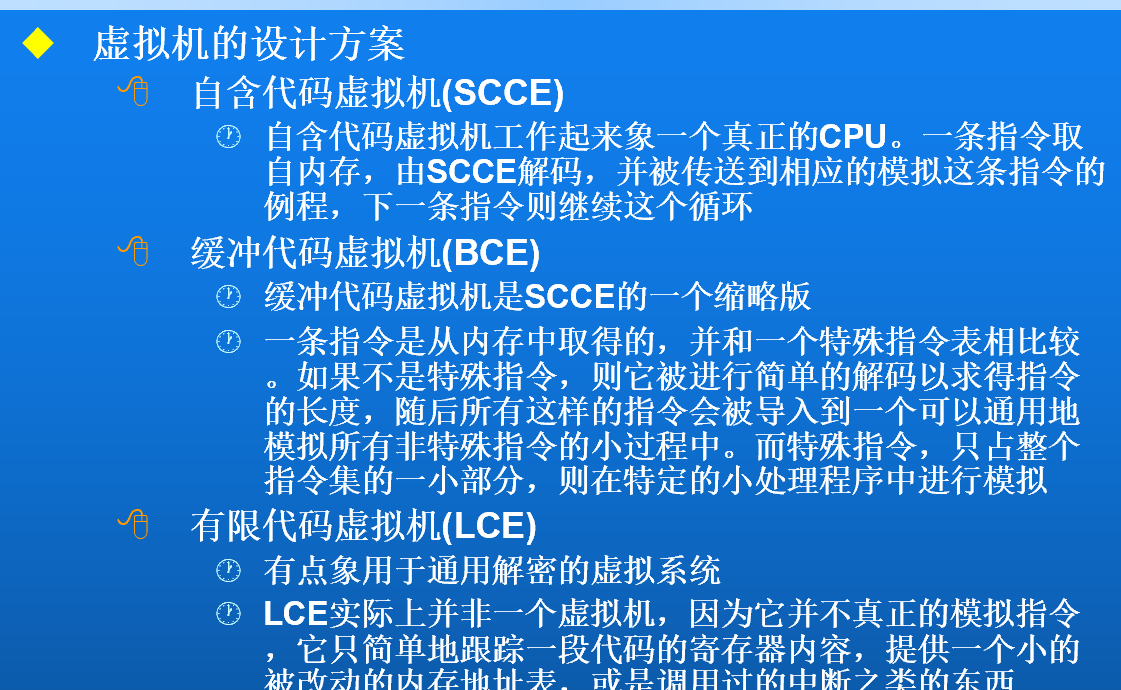 虚拟机的设计方案
自含代码虚拟机(SCCE)
自含代码虚拟机工作起来象一个真正的CPU。一条指令取
自内存，由SCCE解码，并被传送到相应的模拟这条指令的
例程，下一条指令则继续这个循环
缓冲代码虚拟机(BCE)
缓冲代码虚拟机是SCCE的一个缩略版
一条指令是从内存中取得的，并和一个特殊指令表相比较
。如果不是特殊指令，则它被进行简单的解码以求得指令
的长度，随后所有这样的指令会被导入到一个可以通用地
模拟所有非特殊指令的小过程中。而特殊指令，只占整个
指令集的一小部分，则在特定的小处理程序中进行模拟
有限代码虚拟机(LCE)
有点象用于通用解密的虚拟系统
LCE实际上并非一个虚拟机，因为它并不真正的模拟指令
，它只简单地跟踪一段代码的寄存器内容，提供一个小的
被改动的内存地址表，或是调用过的中断之类的东西